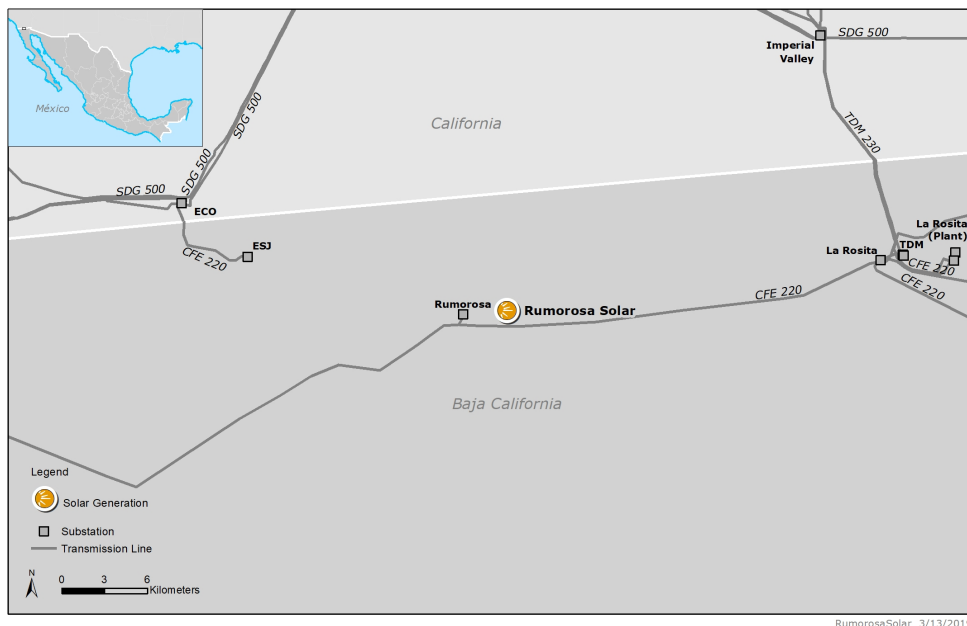 México
California
Imperial
Valley
SDG 500
SDG 500
SDG 500
SDG 500
TDM 230
ECO
ESJ
CFE 220
La Rosita
TDM
La Rosita
(Plant)
CFE 220
CFE 220
CFE 220
Rumorosa
Rumorosa Solar
Baja California
Legend
Solar Generation
Substation
Transmission Line
N
0 3 6
Kilometers